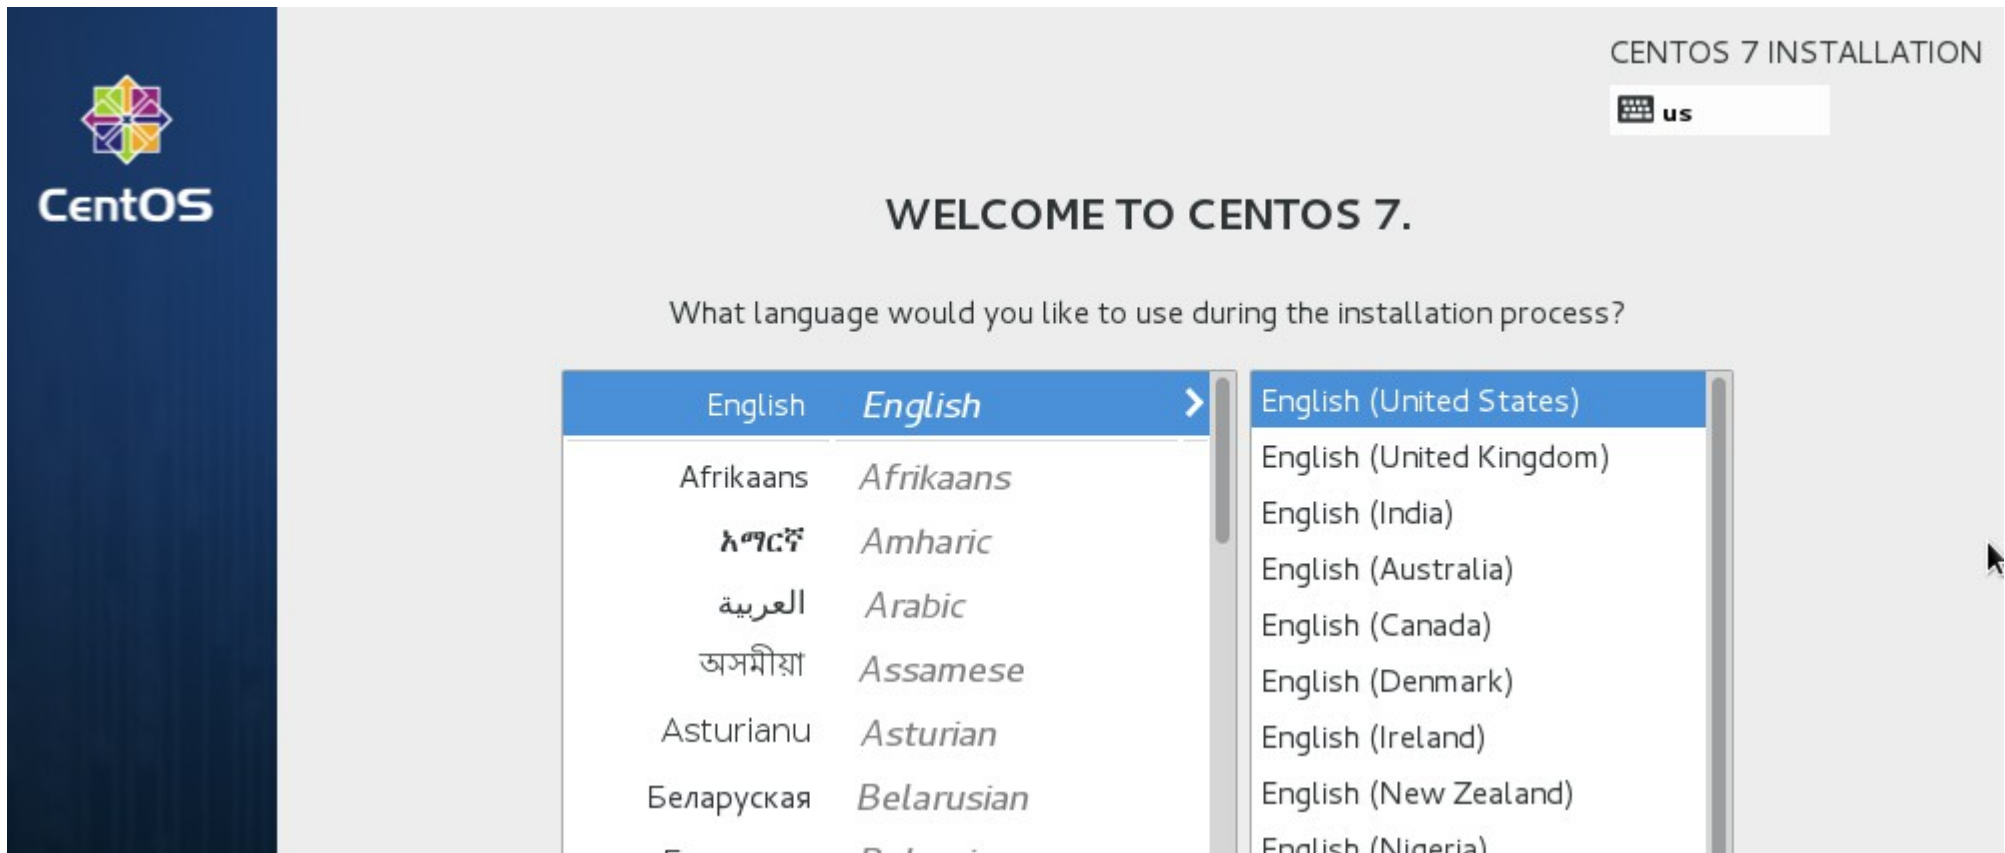 CentOS
CENTOS 7 INSTALLATION
us
WELCOME TO CENTOS 7.
What language would you like to use during the installation process?
English English
Afrikaans Afrikaans
አማርኛ Amharic
العربية Arabic
অসমীয়া Assamese
Asturianu Asturian
Беларуская Belarusian
English (United States)
English (United Kingdom)
English (India)
English (Australia)
English (Canada)
English (Denmark)
English (Ireland)
English (New Zealand)
English (Nigeria)